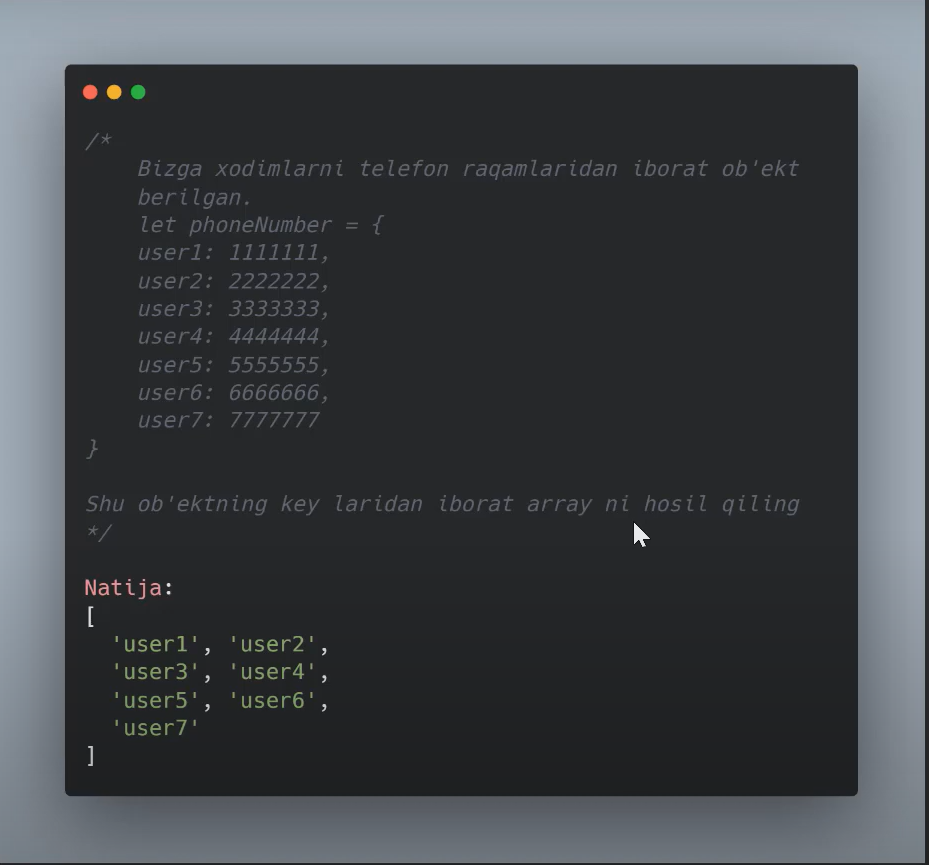 /*
Bizga xodimlarni telefon raqamlaridan iborat ob'ekt
berilgan.
let phoneNumber = {
user1: 1111111,
user2: 2222222,
user3: 3333333,
user4: 4444444,
user5: 5555555,
user6: 6666666,
user7: 7777777
}
Shu ob'ektning key laridan iborat array ni hosil qiling
*/
Natija:
[
'user1', 'user2',
'user3', 'user4',
'user5', 'user6',
'user7'
]